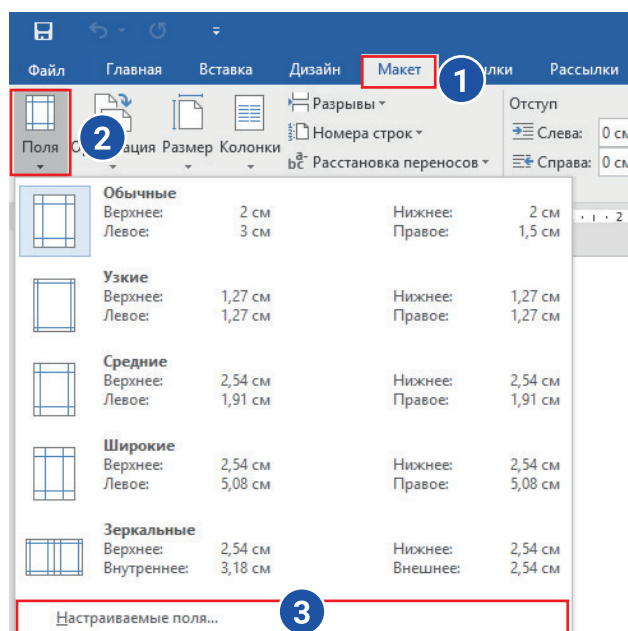 Файл Главная Вставка Дизайн Макет 1 лки Рассылки
Поля 2 ация Размер Колонки
Разрывы
Номера строк
Расстановка переносов
Отступ
Слева: 0 см
Справа: 0 см
2
Обычные
Верхнее: 2 см Нижнее: 2 см
Левое: 3 см Правое: 1,5 см
Узкие
Верхнее: 1,27 см Нижнее: 1,27 см
Левое: 1,27 см Правое: 1,27 см
Средние
Верхнее: 2,54 см Нижнее: 2,54 см
Левое: 1,91 см Правое: 1,91 см
Широкие
Верхнее: 2,54 см Нижнее: 2,54 см
Левое: 5,08 см Правое: 5,08 см
Зеркальные
Верхнее: 2,54 см Нижнее: 2,54 см
Внутреннее: 3,18 см Внешнее: 2,54 см
Настраиваемые поля... 3